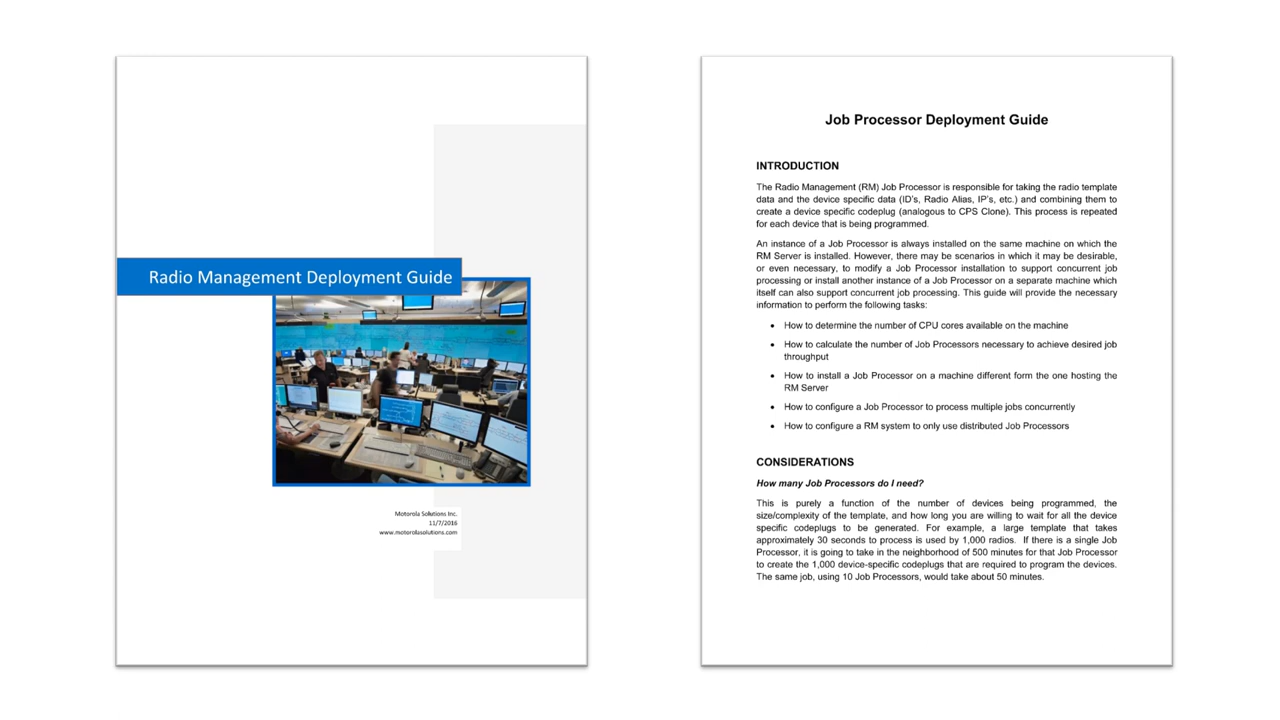 Radio Management Deployment Guide
Motorola Solutions Inc.
11/7/2016
www.motorolasolutions.com
Job Processor Deployment Guide
INTRODUCTION
The Radio Management (RM) Job Processor is responsible for taking the radio template
data and the device specific data (ID's, Radio Alias, IP's, etc.) and combining them to
create a device specific codeplug (analogous to CPS Clone). This process is repeated
for each device that is being programmed.
An instance of a Job Processor is always installed on the same machine on which the
RM Server is installed. However, there may be scenarios in which it may be desirable,
or even necessary, to modify a Job Processor installation to support concurrent job
processing or install another instance of a Job Processor on a separate machine which
itself can also support concurrent job processing. This guide will provide the necessary
information to perform the following tasks:
• How to determine the number of CPU cores available on the machine
• How to calculate the number of Job Processors necessary to achieve desired job
throughput
• How to install a Job Processor on a machine different form the one hosting the
RM Server
• How to configure a Job Processor to process multiple jobs concurrently
• How to configure a RM system to only use distributed Job Processors
CONSIDERATIONS
How many Job Processors do I need?
This is purely a function of the number of devices being programmed, the
size/complexity of the template, and how long you are willing to wait for all the device
specific codeplugs to be generated. For example, a large template that takes
approximately 30 seconds to process is used by 1,000 radios. If there is a single Job
Processor, it is going to take in the neighborhood of 500 minutes for that Job Processor
to create the 1,000 device-specific codeplugs that are required to program the devices.
The same job, using 10 Job Processors, would take about 50 minutes.